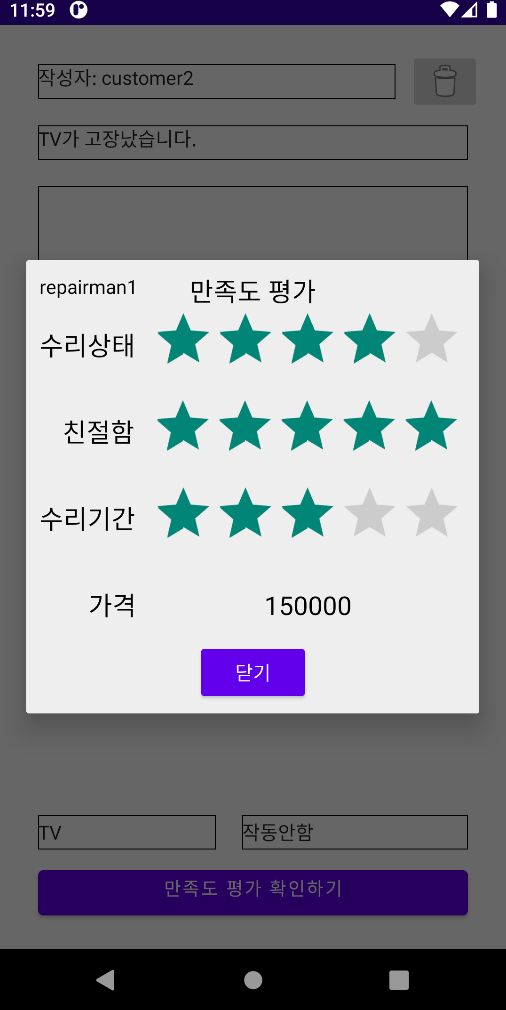 11:59
작성자: customer2
TV가 고장났습니다.
repairman1
만족도 평가
수리상태
친절함
수리기간
가격 150000
닫기
TV 작동안함
만족도 평가 확인하기